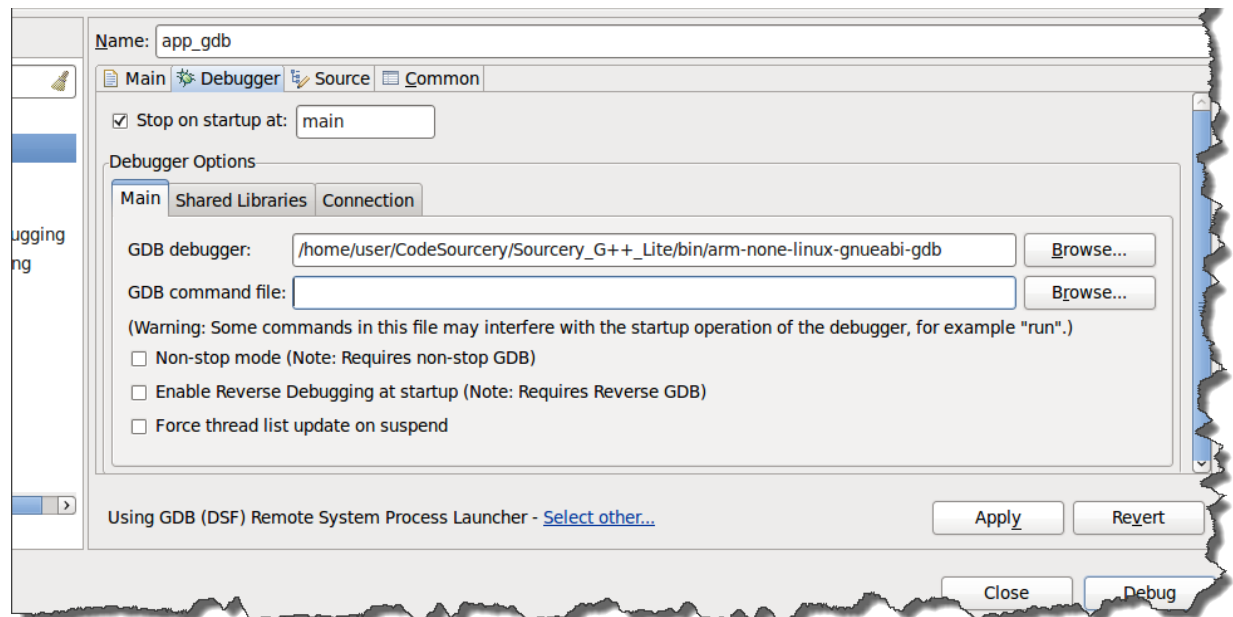 Name: app_gdb
Main Debugger Source Common
Stop on startup at: main
Debugger Options
Main Shared Libraries Connection
ugging
ng
GDB debugger: /home/user/CodeSourcery/Sourcery_G++_Lite/bin/arm-none-linux-gnueabi-gdb Browse...
GDB command file: Browse...
(Warning: Some commands in this file may interfere with the startup operation of the debugger, for example "run".)
Non-stop mode (Note: Requires non-stop GDB)
Enable Reverse Debugging at startup (Note: Requires Reverse GDB)
Force thread list update on suspend
Using GDB (DSF) Remote System Process Launcher - Select other... Apply Revert
Close Debug